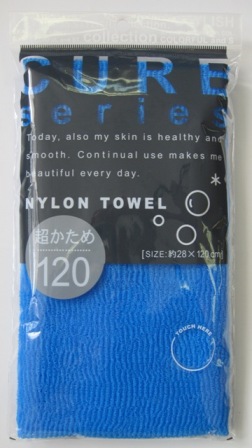 collection
CURE
series
Today, also my skin is healthy and
smooth. Continual use makes me
beautiful every day.
NYLON TOWEL
超かため
120
[SIZE:約28×120cm]
TOUCH HERE